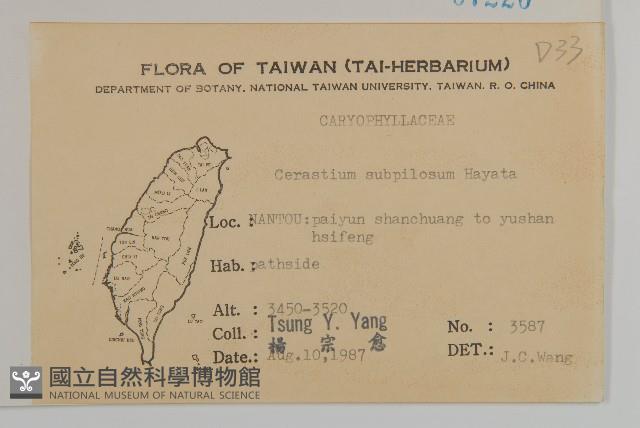 D33
FLORA OF TAIWAN (TAI-HERBARIUM)
DEPARTMENT OF BOTANY, NATIONAL TAIWAN UNIVERSITY, TAIWAN. R. O. CHINA
CARYOPHYLLACEAE
Cerastium subpilosum Hayata
Loc. : NANTOU:paiyun shanchuang to yushan
hsifeng
Hab. : pathside
Alt. : 3450-3520
Coll. : Tsung Y. Yang No. : 3587
楊宗愈
Date.: Aug.10,1987 DET.: J.C.Wang
國立自然科學博物館
NATIONAL MUSEUM OF NATURAL SCIENCE